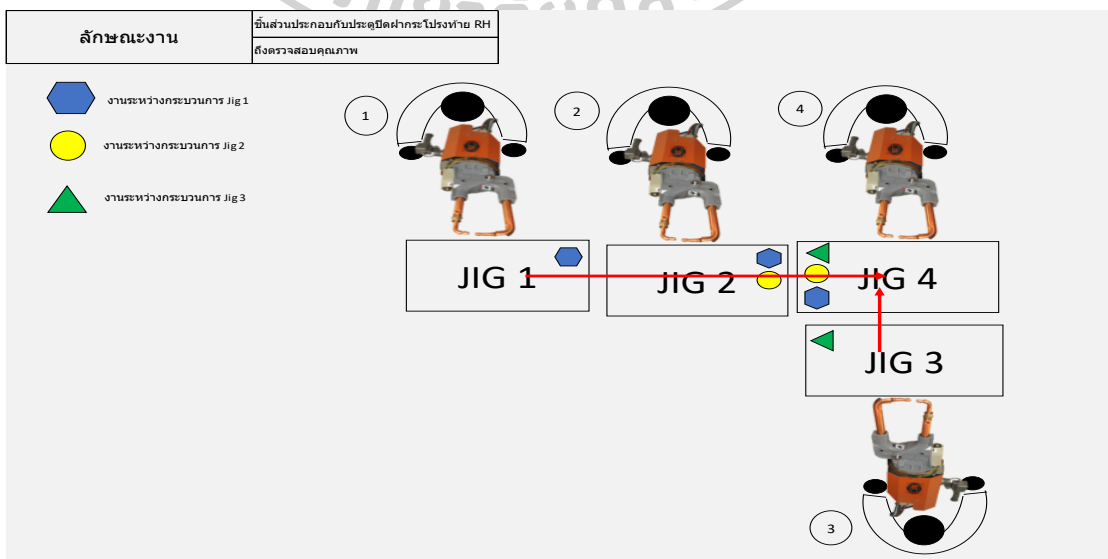 ลักษณะงาน
ชิ้นส่วนประกอบกับประตูปิดฝากระโปรงท้าย RH
ถึงตรวจสอบคุณภาพ
งานระหว่างกระบวนการ Jig 1
งานระหว่างกระบวนการ Jig 2
งานระหว่างกระบวนการ Jig 3
1
2
4
JIG 1
JIG 2
JIG 4
JIG 3
3